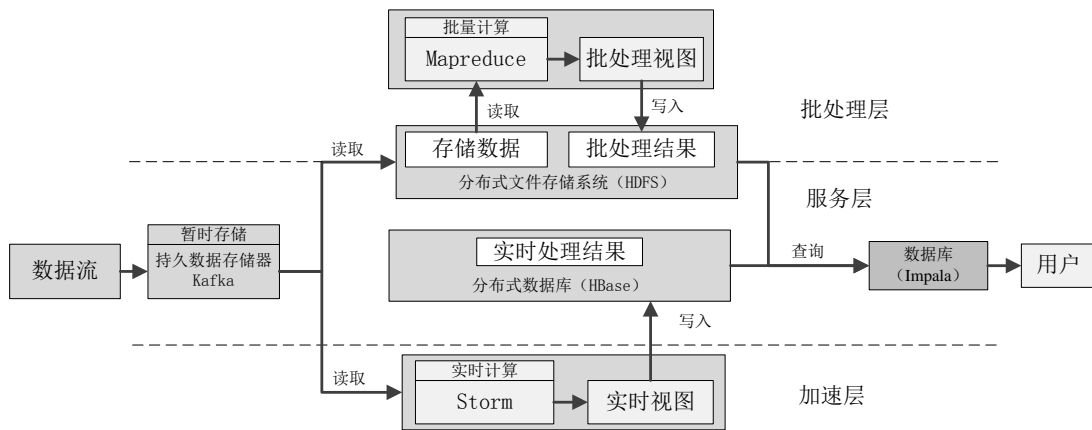 批量计算
Mapreduce
批处理视图
读取
写入
批处理层
读取
存储数据
批处理结果
分布式文件存储系统（HDFS）
服务层
数据流
暂时存储
持久数据存储器
Kafka
实时处理结果
分布式数据库（HBase）
查询
数据库
（Impala）
用户
写入
读取
实时计算
Storm
实时视图
加速层